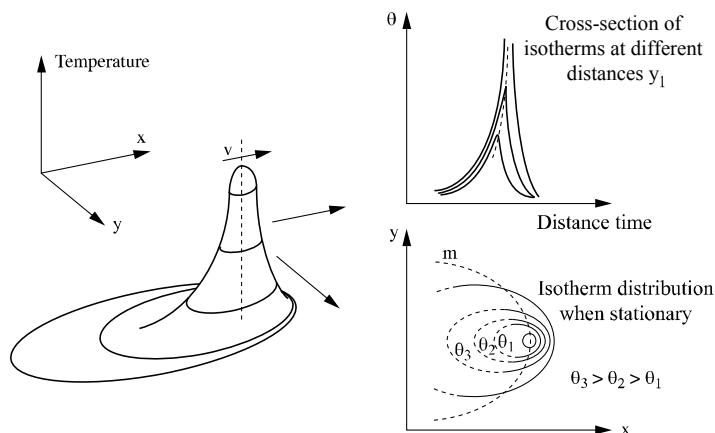 Temperature
x
y
v
θ
Cross-section of
isotherms at different
distances y1
Distance time
y
m
Isotherm distribution
when stationary
θ3 θ2 θ1
θ3 > θ2 > θ1
x